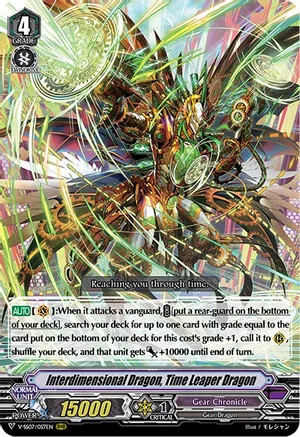 4
GRADE
Reaching you through time.
AUTO [ ]:When it attacks a vanguard, [put a rear-guard on the bottom
of your deck], search your deck for up to one card with grade equal to the
card put on the bottom of your deck for this cost's grade +1, call it to
shuffle your deck, and that unit gets +10000 until end of turn.
Interdimensional Dragon, Time Leaper Dragon
NORMAL
UNIT
POWER
15000
1
CRITICAL
Gear Chronicle
Gear Dragon
V-SS07/057EN RRR
Illust / モレシャン